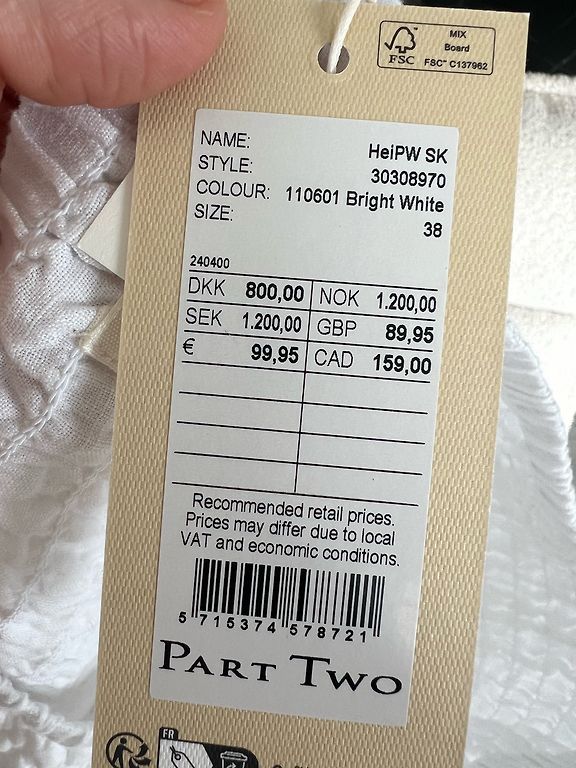 MIX
Board
FSC™ C137962
FSC
NAME: HeiPW SK
STYLE: 30308970
COLOUR: 110601 Bright White
SIZE: 38
240400
DKK 800,00 NOK 1.200,00
SEK 1.200,00 GBP 89,95
€ 99,95 CAD 159,00
Recommended retail prices.
Prices may differ due to local
VAT and economic conditions.
5 715374 578721
PART TWO
FR